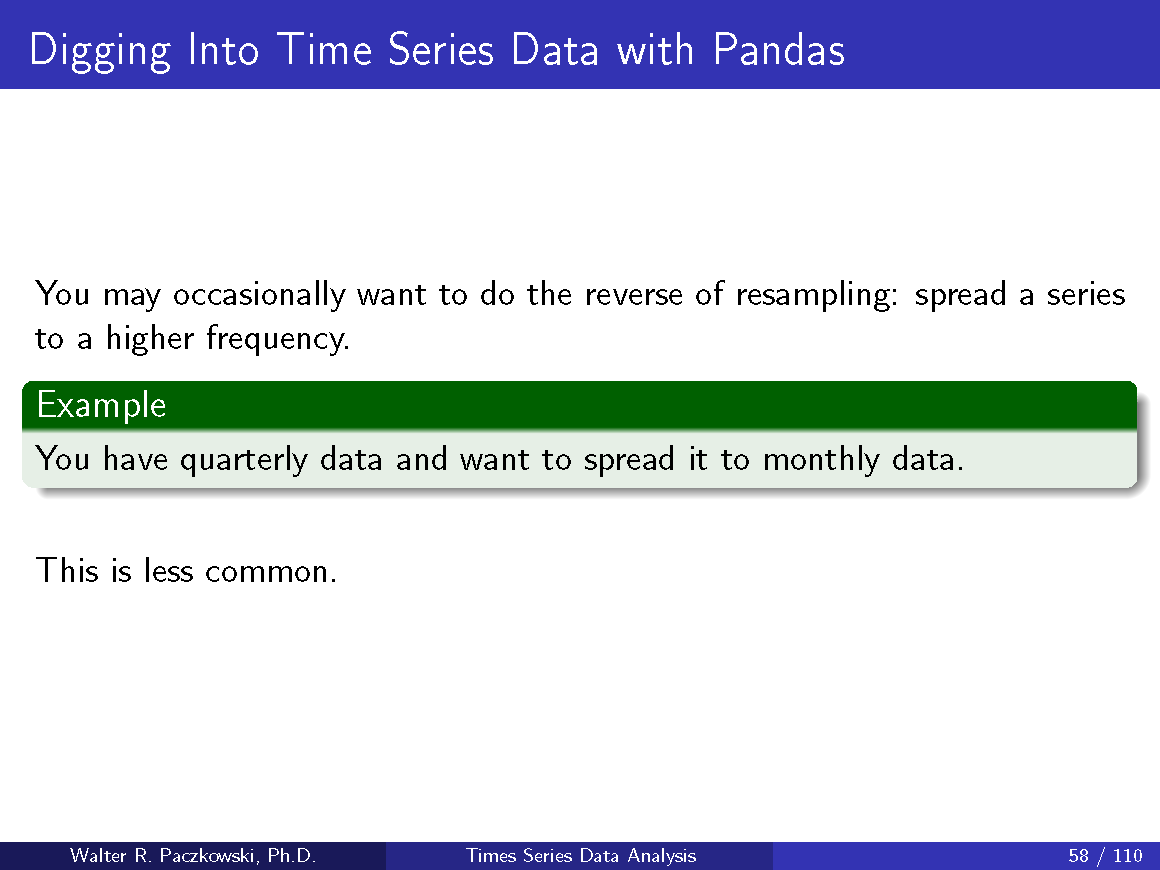 Digging Into Time Series Data with Pandas
You may occasionally want to do the reverse of resampling: spread a series
to a higher frequency.
Example
You have quarterly data and want to spread it to monthly data.
This is less common.
Walter R. Paczkowski, Ph.D.
Times Series Data Analysis
58 / 110